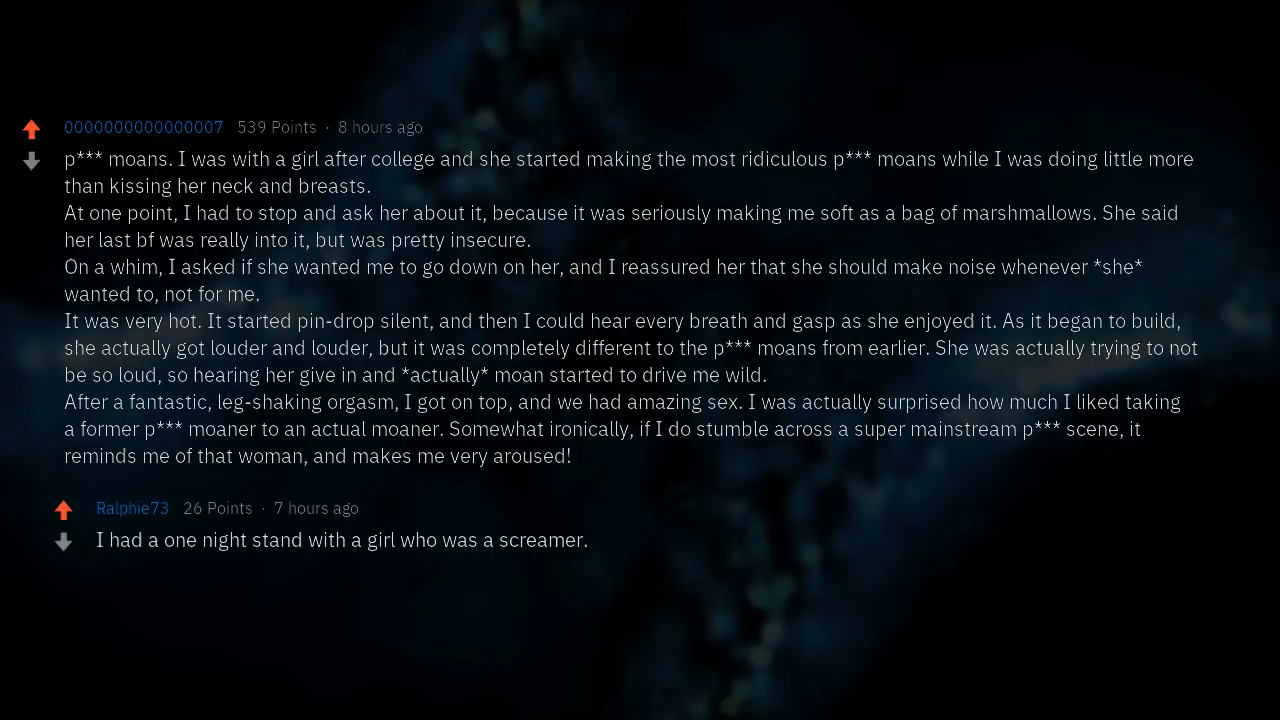 0000000000000007 539 Points · 8 hours ago
p*** moans. I was with a girl after college and she started making the most ridiculous p*** moans while I was doing little more
than kissing her neck and breasts.
At one point, I had to stop and ask her about it, because it was seriously making me soft as a bag of marshmallows. She said
her last bf was really into it, but was pretty insecure.
On a whim, I asked if she wanted me to go down on her, and I reassured her that she should make noise whenever *she*
wanted to, not for me.
It was very hot. It started pin-drop silent, and then I could hear every breath and gasp as she enjoyed it. As it began to build,
she actually got louder and louder, but it was completely different to the p*** moans from earlier. She was actually trying to not
be so loud, so hearing her give in and *actually* moan started to drive me wild.
After a fantastic, leg-shaking orgasm, I got on top, and we had amazing sex. I was actually surprised how much I liked taking
a former p*** moaner to an actual moaner. Somewhat ironically, if I do stumble across a super mainstream p*** scene, it
reminds me of that woman, and makes me very aroused!
Ralphie73 26 Points · 7 hours ago
I had a one night stand with a girl who was a screamer.